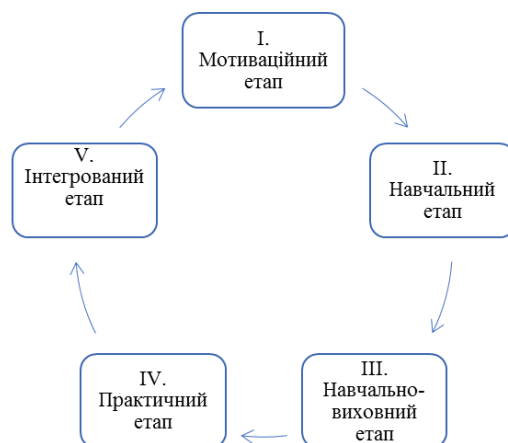 I.
Мотиваційний
етап
II.
Навчальний
етап
III.
Навчально-
виховний
етап
IV.
Практичний
етап
V.
Інтегрований
етап